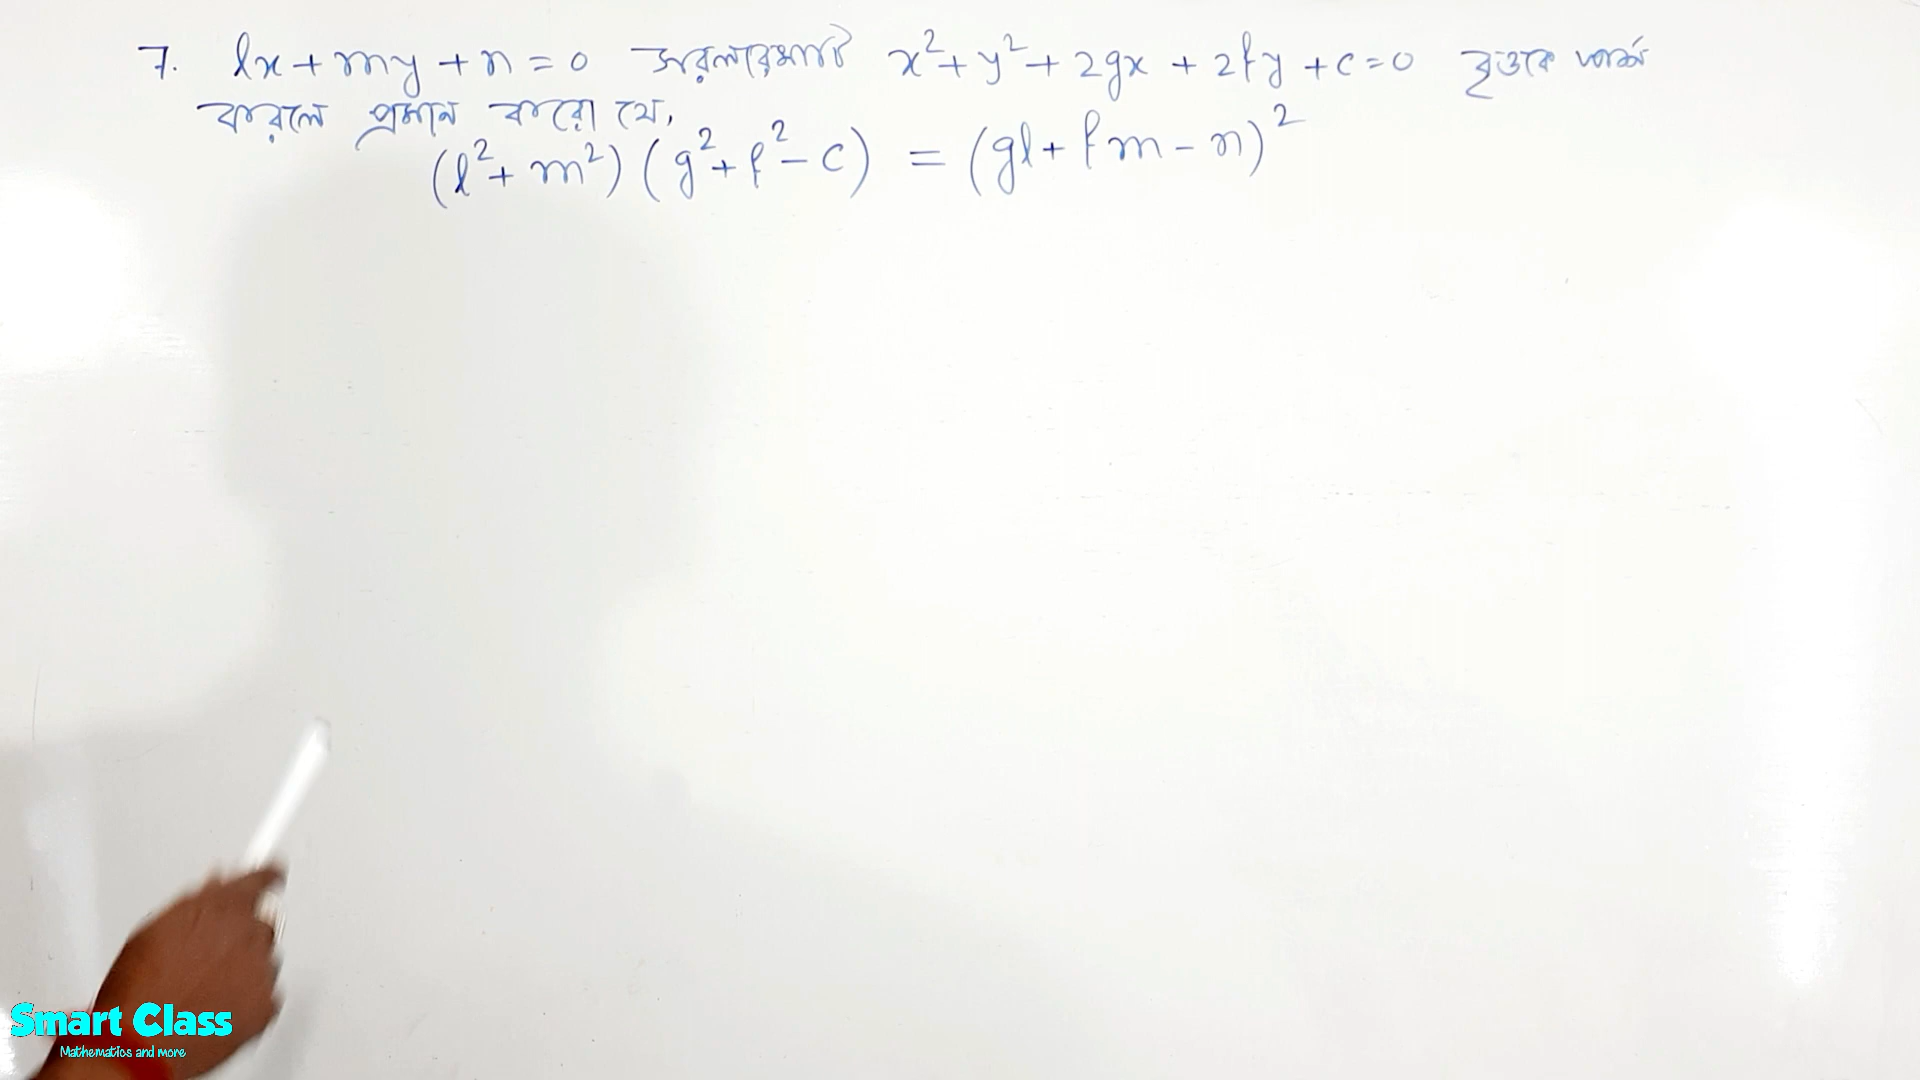 7. lx + my + n = 0 সরলরেখাটি x² + y² + 2gx + 2fy + c = 0 বৃত্তকে স্পর্শ
করলে প্রমান করো যে,
(l² + m²) (g² + f² - c) = (gl + fm - n)²
Smart Class
Mathematics and more